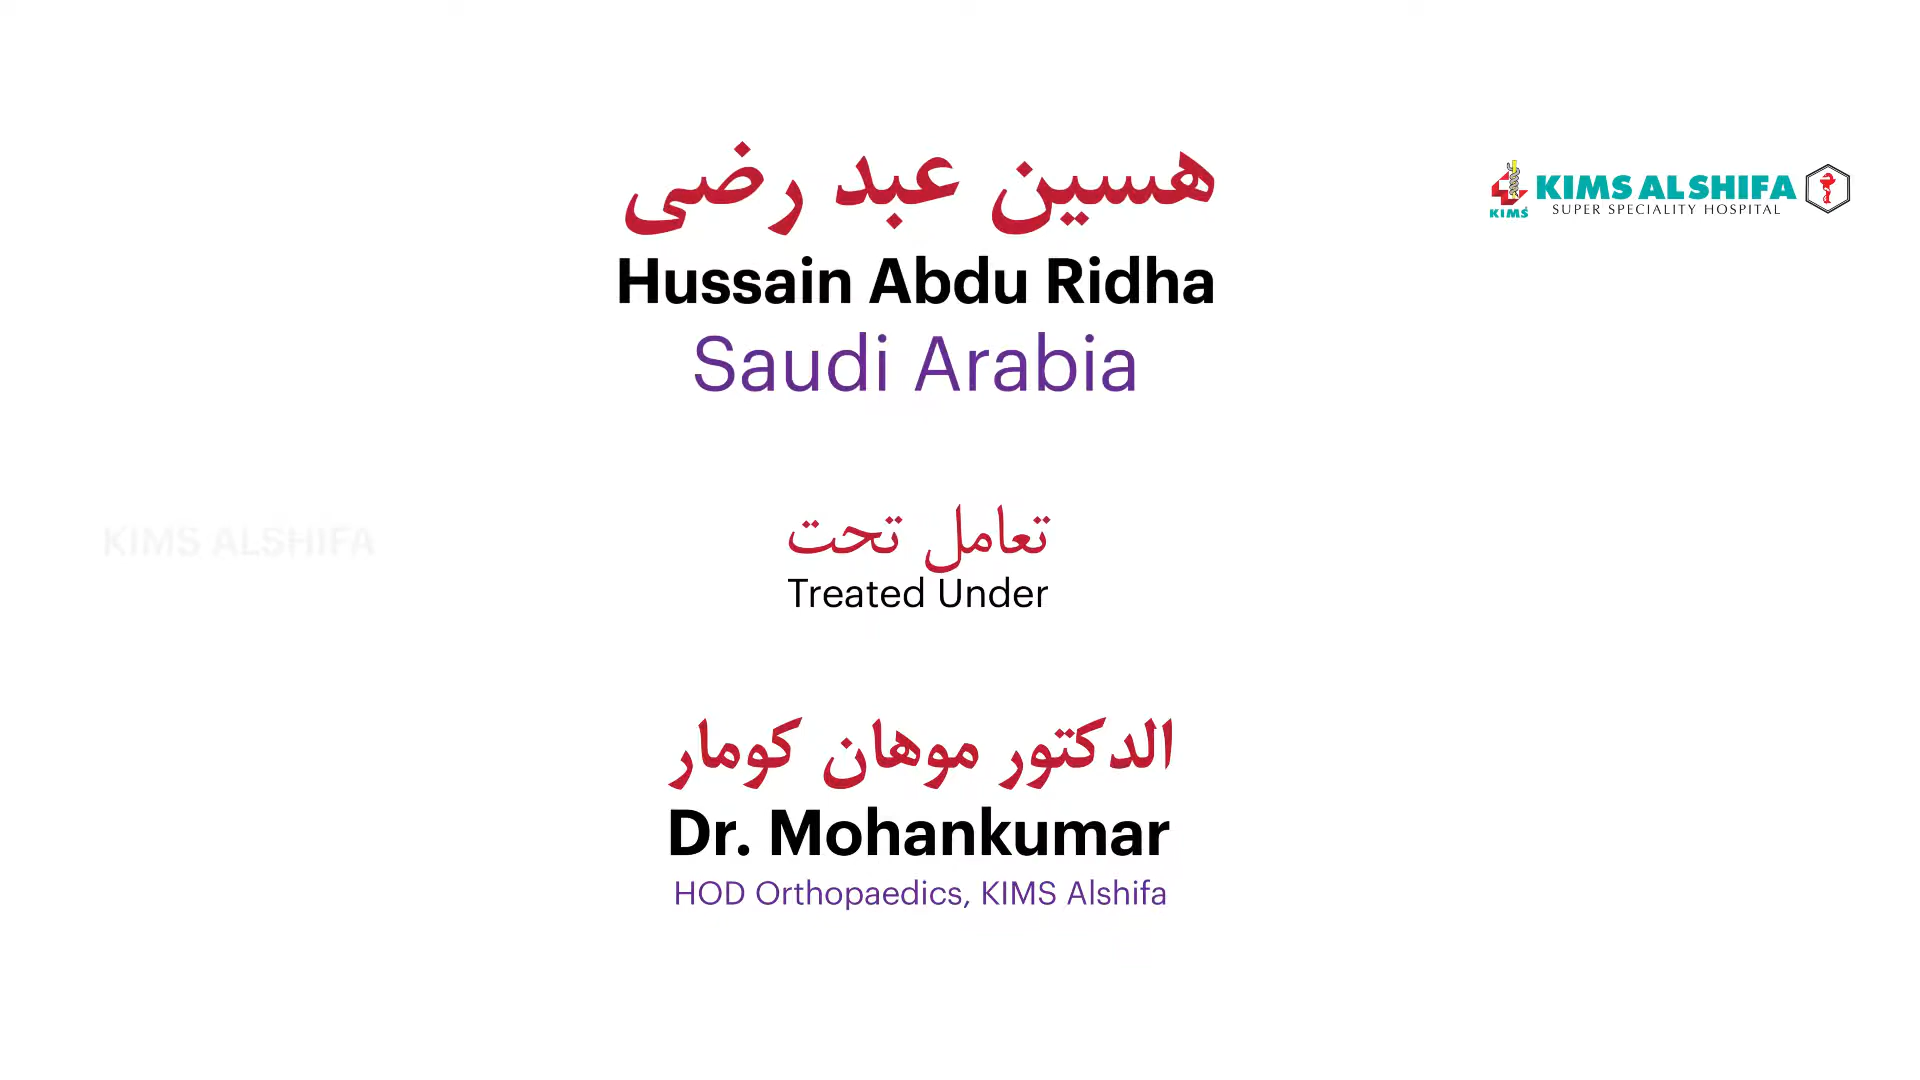 هسين عبد رضى
Hussain Abdu Ridha
Saudi Arabia
KIMS
KIMS ALSHIFA
SUPER SPECIALITY HOSPITAL
KIMS ALSHIFA
تعامل تحت
Treated Under
الدكتور موهان كومار
Dr. Mohankumar
HOD Orthopaedics, KIMS Alshifa